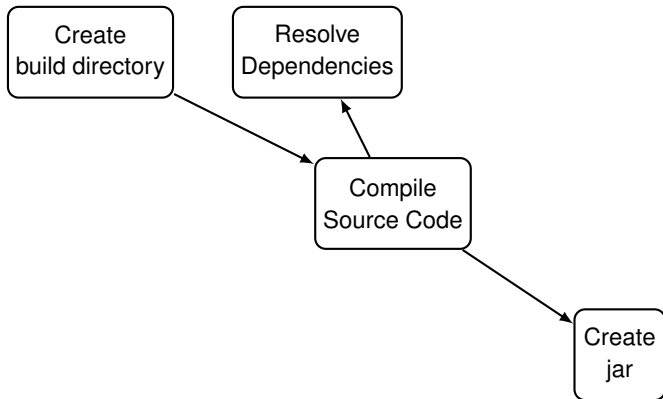 Create
build directory
Resolve
Dependencies
Compile
Source Code
Create
jar